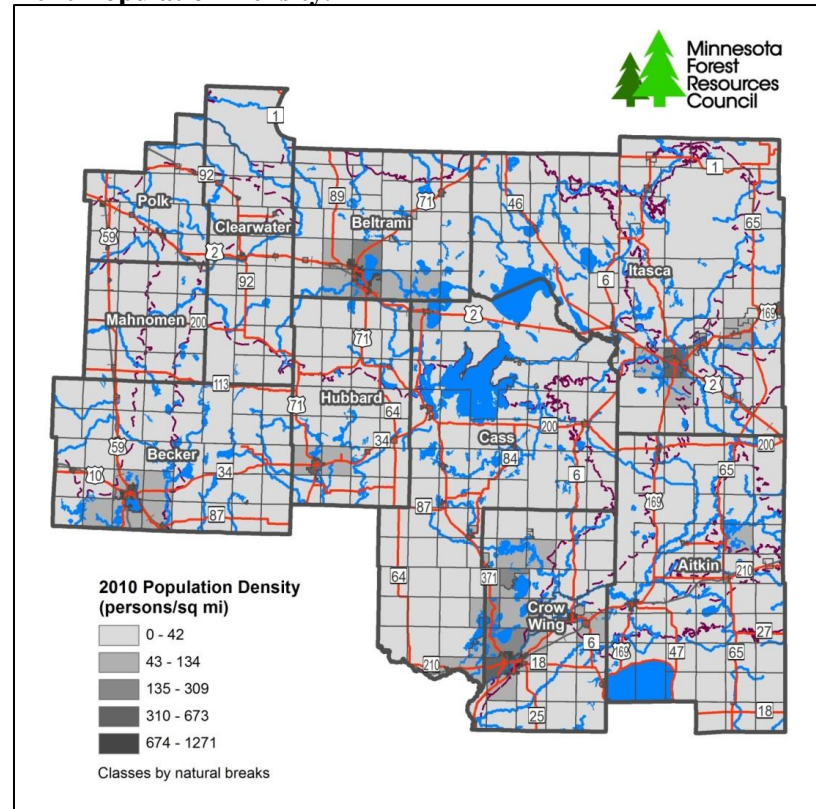 Minnesota
Forest
Resources
Council
1
1
92
89
71
46
65
Polk
Clearwater
Beltrami
Itasca
59
2
92
6
169
Mahnomen
200
2
71
2
113
71
Hubbard
64
Cass
200
200
59
Becker
34
84
6
65
10
34
169
87
87
64
371
Aitkin
210
2010 Population Density
(persons/sq mi)
Crow
Wing
0 - 42
43 - 134
135 - 309
310 - 673
674 - 1271
6
27
169
47
65
210
18
25
18
Classes by natural breaks